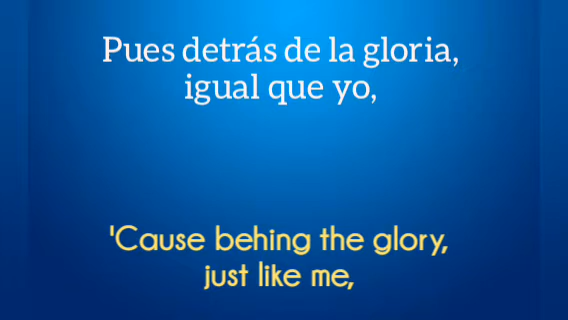 Pues detrás de la gloria,
igual que yo,
'Cause behing the glory,
just like me,